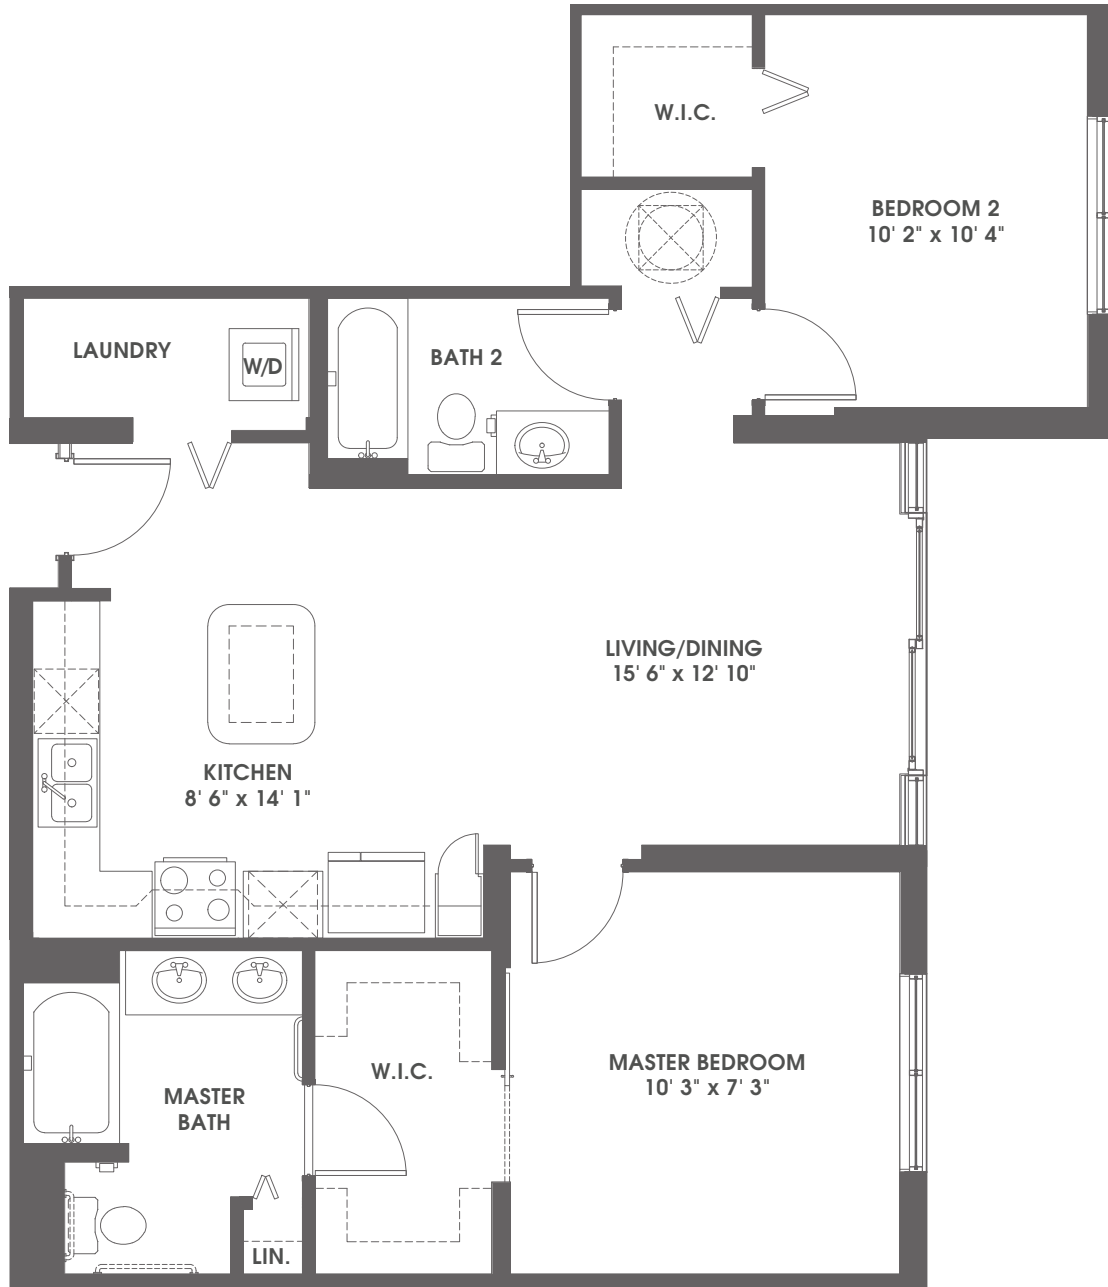 W.I.C.
BEDROOM 2
10' 2" x 10' 4"
LAUNDRY
W/D
BATH 2
LIVING/DINING
15' 6" x 12' 10"
KITCHEN
8' 6" x 14' 1"
W.I.C.
MASTER BEDROOM
10' 3" x 7' 3"
MASTER
BATH
LIN.